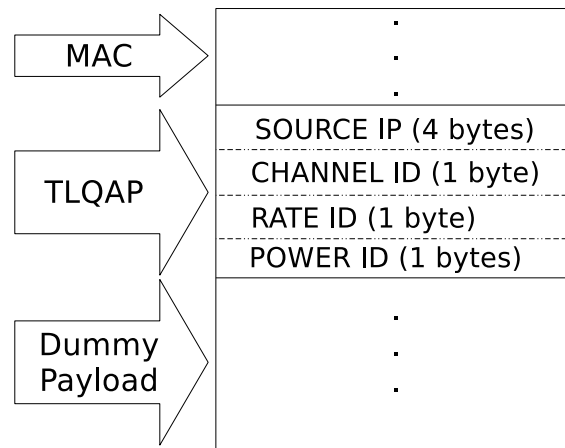 MAC
SOURCE IP (4 bytes)
CHANNEL ID (1 byte)
TLQAP
RATE ID (1 byte)
POWER ID (1 bytes)
Dummy
Payload